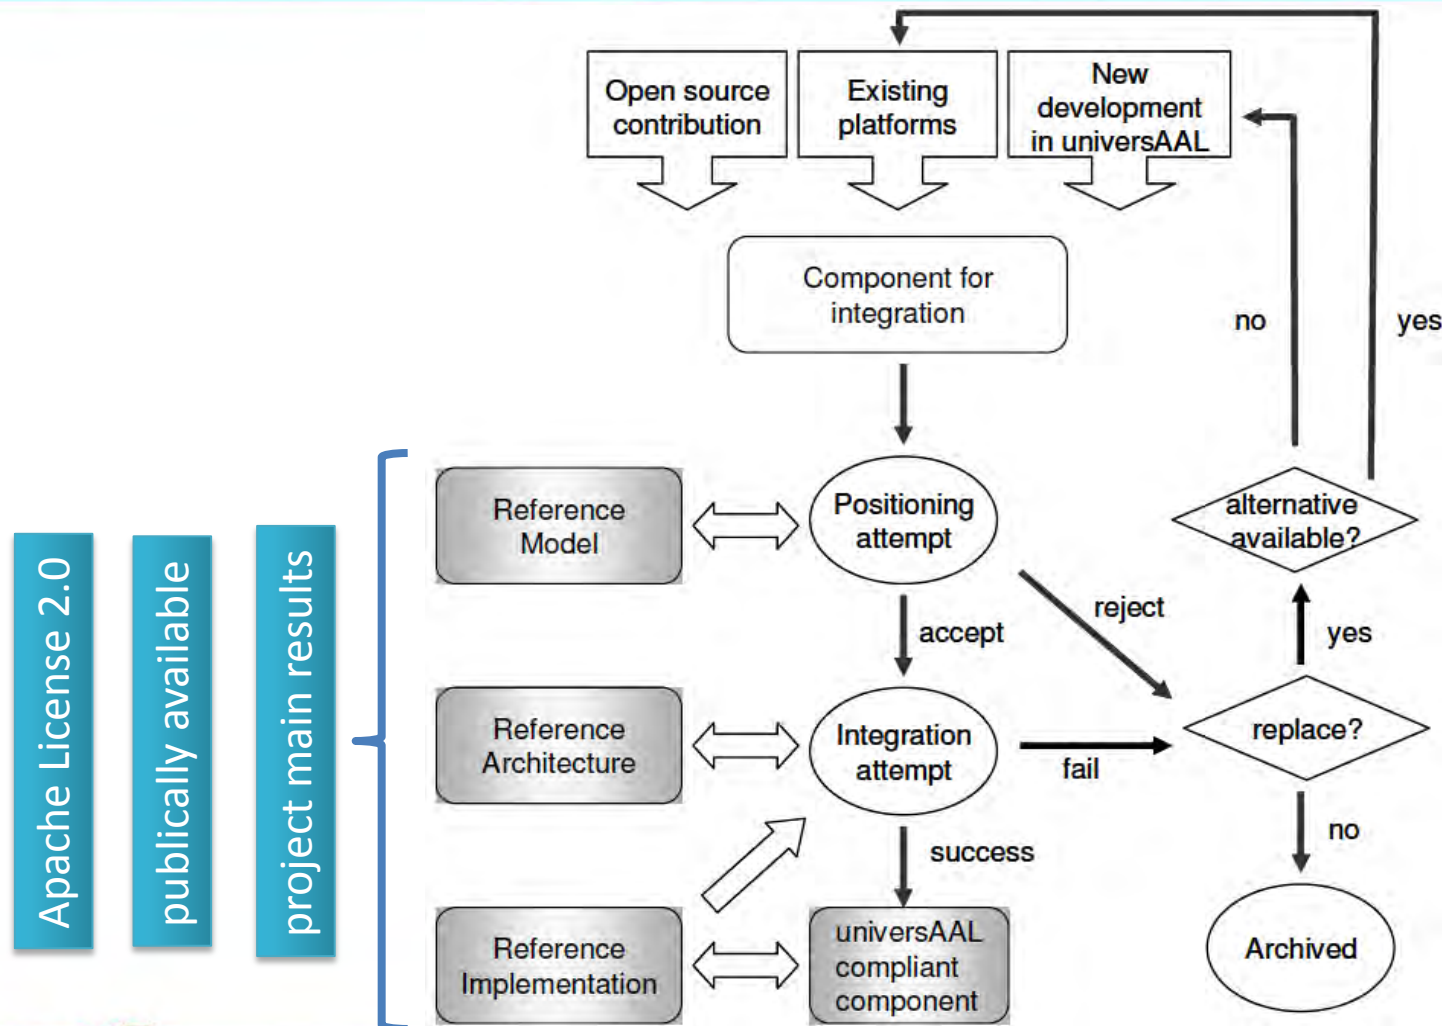 Open source
contribution
Existing
platforms
New
development
in universAAL
Component for
integration
no
yes
Reference
Model
Positioning
attempt
alternative
available?
accept
reject
yes
Reference
Architecture
Integration
attempt
fail
replace?
success
no
Reference
Implementation
universAAL
compliant
component
Archived
Apache License 2.0
publically available
project main results